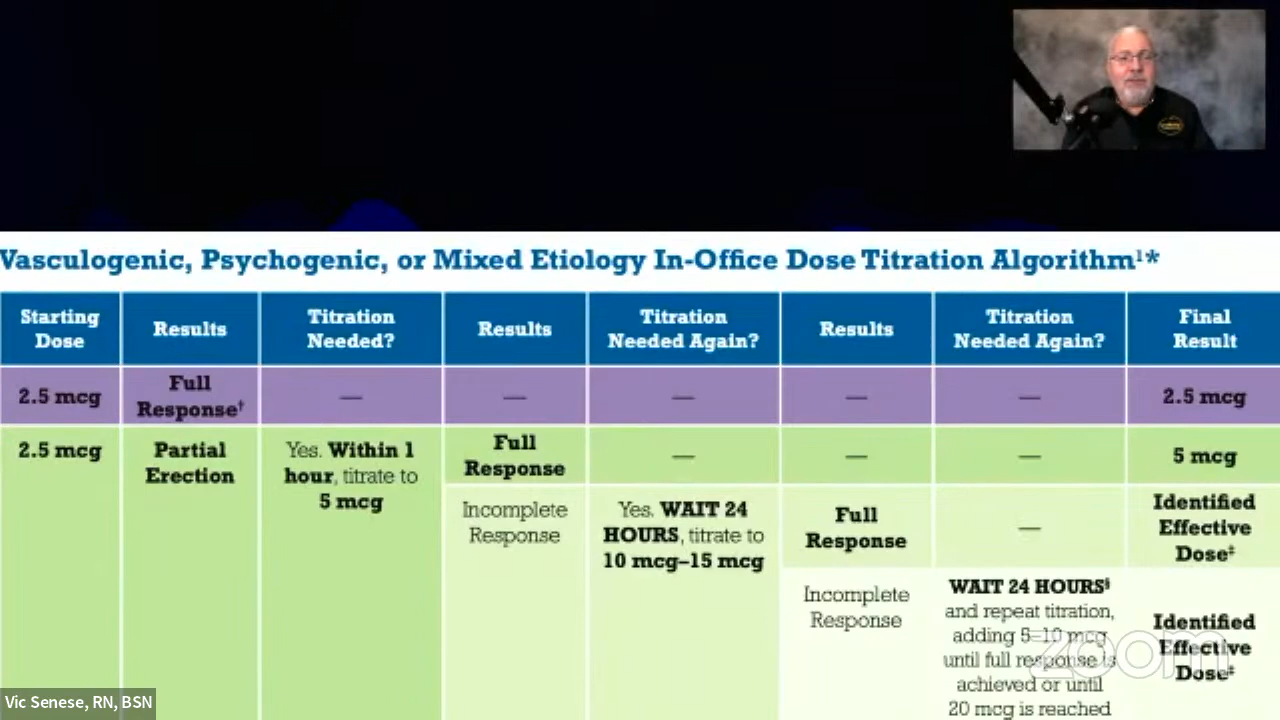 Vasculogenic, Psychogenic, or Mixed Etiology In-Office Dose Titration Algorithm¹*
Starting Dose
Results
Titration Needed?
Results
Titration Needed Again?
Results
Titration Needed Again?
Final Result
2.5 mcg
Full Response†
—
—
—
—
—
2.5 mcg
2.5 mcg
Partial Erection
Yes. Within 1 hour, titrate to 5 mcg
Full Response
—
—
—
5 mcg
Incomplete Response
Yes. WAIT 24 HOURS, titrate to 10 mcg–15 mcg
Full Response
—
Identified Effective Dose‡
Incomplete Response
WAIT 24 HOURS§ and repeat titration, adding 5–10 mcg until full response is achieved or until 20 mcg is reached
Identified Effective Dose‡
zoom
Vic Senese, RN, BSN